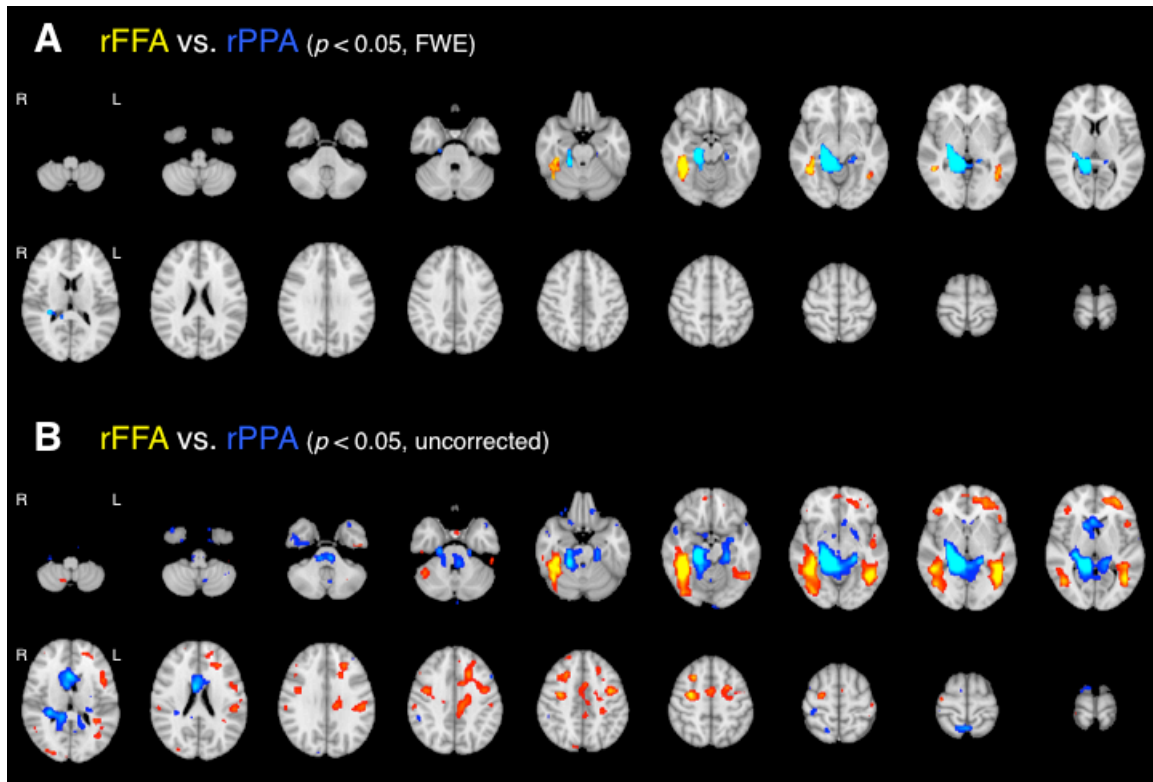 A rFFA vs. rPPA (p < 0.05, FWE)
R L
R L
B rFFA vs. rPPA (p < 0.05, uncorrected)
R L
R L